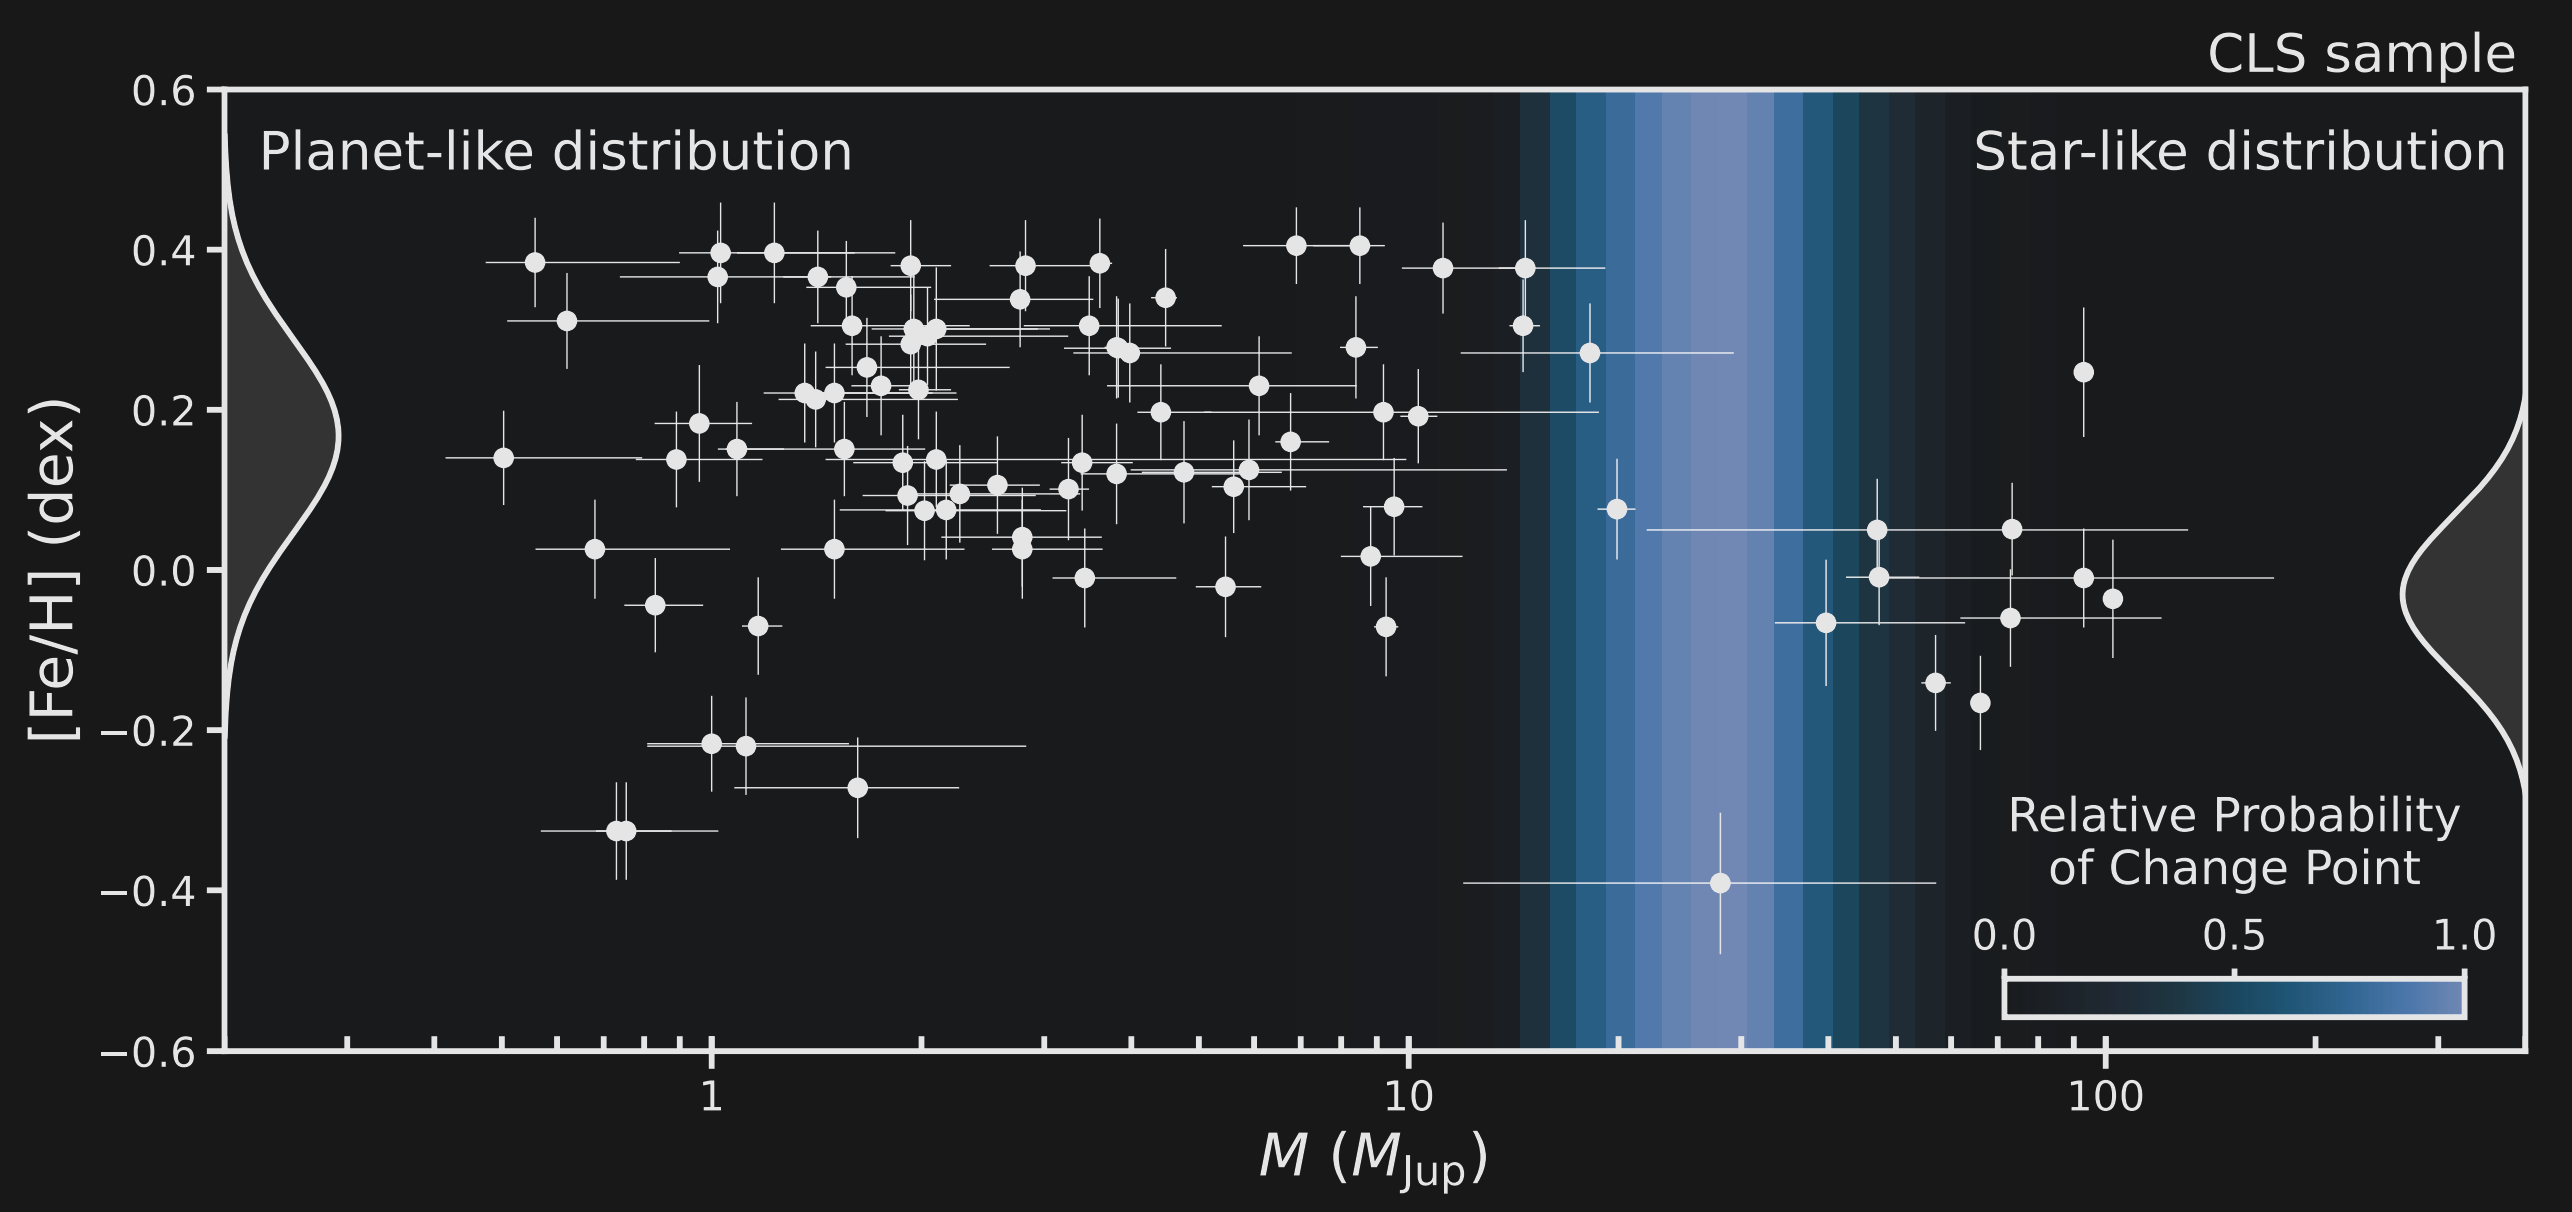 CLS sample
Planet-like distribution
Star-like distribution
[Fe/H] (dex)
0.6
0.4
0.2
0.0
−0.2
−0.4
−0.6
Relative Probability
of Change Point
0.0 0.5 1.0
1 10 100
M (MJup)